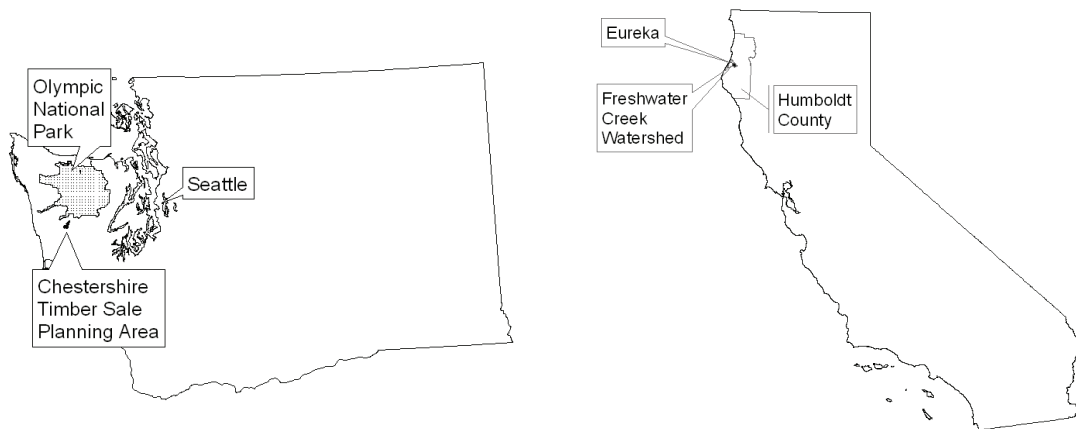 Olympic
National
Park
Seattle
Chestershire
Timber Sale
Planning Area
Eureka
Freshwater
Creek
Watershed
Humboldt
County